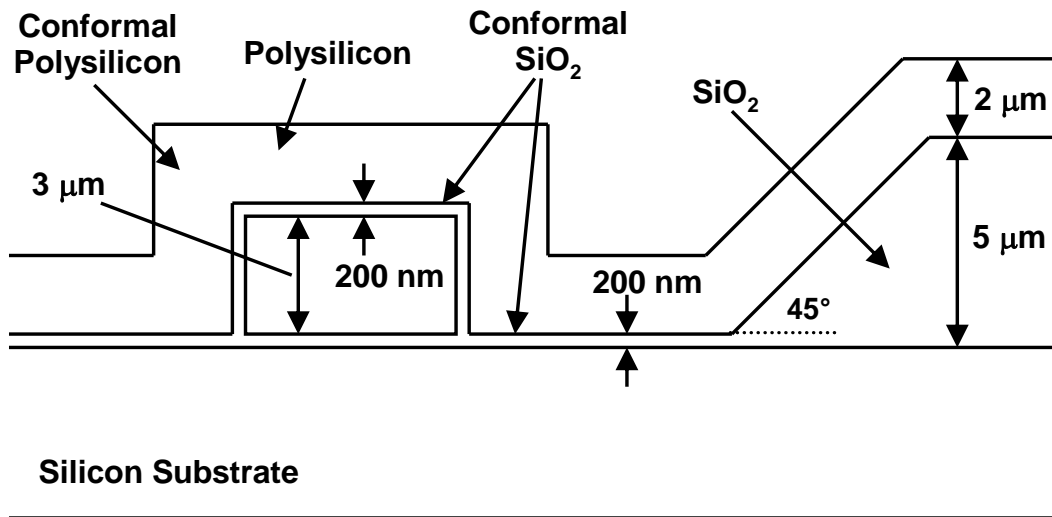 Conformal
Polysilicon
Polysilicon
Conformal
SiO₂
SiO₂
2 μm
3 μm
200 nm
200 nm
45°
5 μm
Silicon Substrate